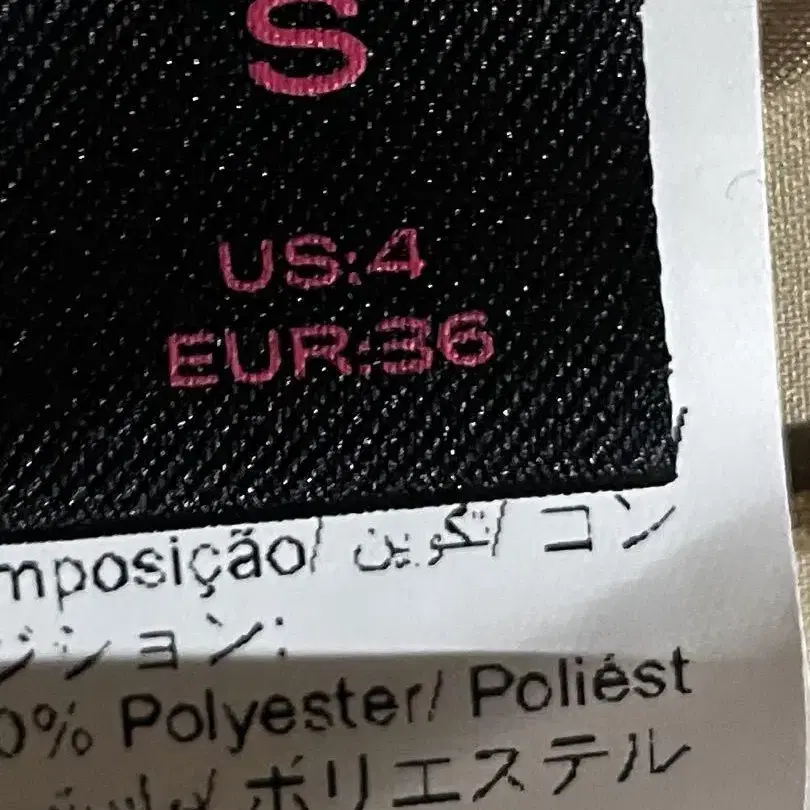 S
US:4
EUR:36
mposição/ تكوين/ コン
ジション:
0% Polyester/ Poliést
ポリエステル